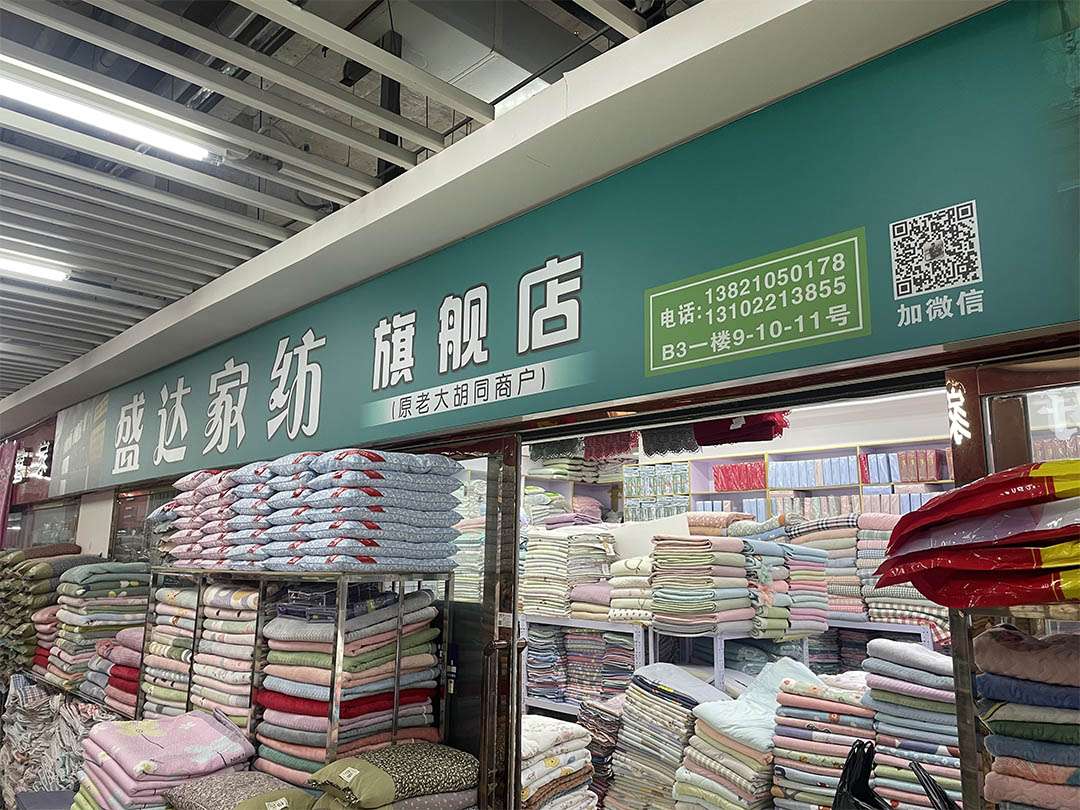 盛达家纺 旗舰店
(原老大胡同商户)
电话: 13821050178
13102213855
B3一楼9-10-11号
加微信